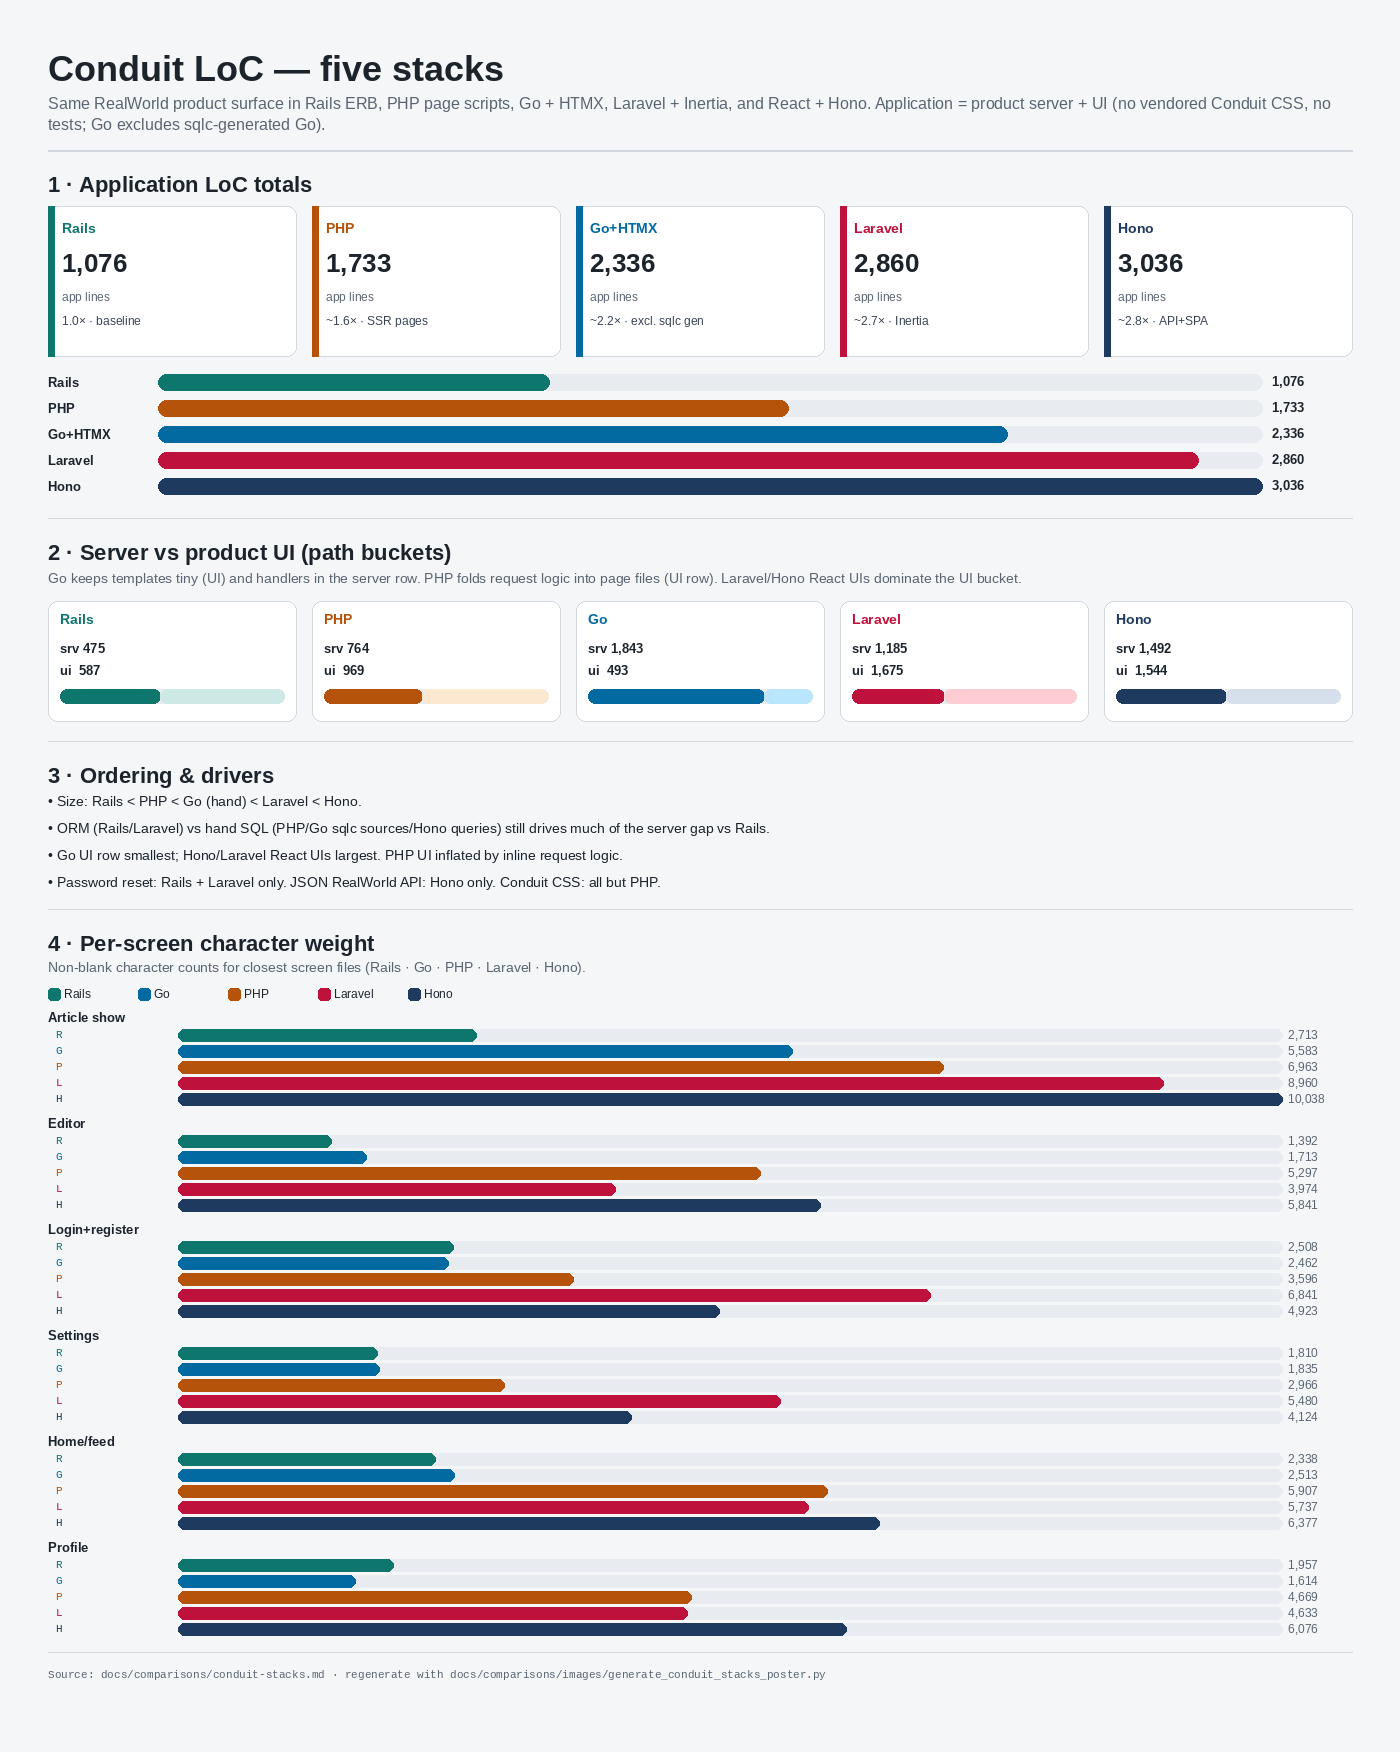 Conduit LoC — five stacks
Same RealWorld product surface in Rails ERB, PHP page scripts, Go + HTMX, Laravel + Inertia, and React + Hono. Application = product server + UI (no vendored Conduit CSS, no
tests; Go excludes sqlc-generated Go).
1 · Application LoC totals
Rails
1,076
app lines
1.0× · baseline
PHP
1,733
app lines
~1.6× · SSR pages
Go+HTMX
2,336
app lines
~2.2× · excl. sqlc gen
Laravel
2,860
app lines
~2.7× · Inertia
Hono
3,036
app lines
~2.8× · API+SPA
Rails 1,076
PHP 1,733
Go+HTMX 2,336
Laravel 2,860
Hono 3,036
2 · Server vs product UI (path buckets)
Go keeps templates tiny (UI) and handlers in the server row. PHP folds request logic into page files (UI row). Laravel/Hono React UIs dominate the UI bucket.
Rails
srv 475
ui 587
PHP
srv 764
ui 969
Go
srv 1,843
ui 493
Laravel
srv 1,185
ui 1,675
Hono
srv 1,492
ui 1,544
3 · Ordering & drivers
• Size: Rails < PHP < Go (hand) < Laravel < Hono.
• ORM (Rails/Laravel) vs hand SQL (PHP/Go sqlc sources/Hono queries) still drives much of the server gap vs Rails.
• Go UI row smallest; Hono/Laravel React UIs largest. PHP UI inflated by inline request logic.
• Password reset: Rails + Laravel only. JSON RealWorld API: Hono only. Conduit CSS: all but PHP.
4 · Per-screen character weight
Non-blank character counts for closest screen files (Rails · Go · PHP · Laravel · Hono).
Rails Go PHP Laravel Hono
Article show
R 2,713
G 5,583
P 6,963
L 8,960
H 10,038
Editor
R 1,392
G 1,713
P 5,297
L 3,974
H 5,841
Login+register
R 2,508
G 2,462
P 3,596
L 6,841
H 4,923
Settings
R 1,810
G 1,835
P 2,966
L 5,480
H 4,124
Home/feed
R 2,338
G 2,513
P 5,907
L 5,737
H 6,377
Profile
R 1,957
G 1,614
P 4,669
L 4,633
H 6,076
Source: docs/comparisons/conduit-stacks.md · regenerate with docs/comparisons/images/generate_conduit_stacks_poster.py